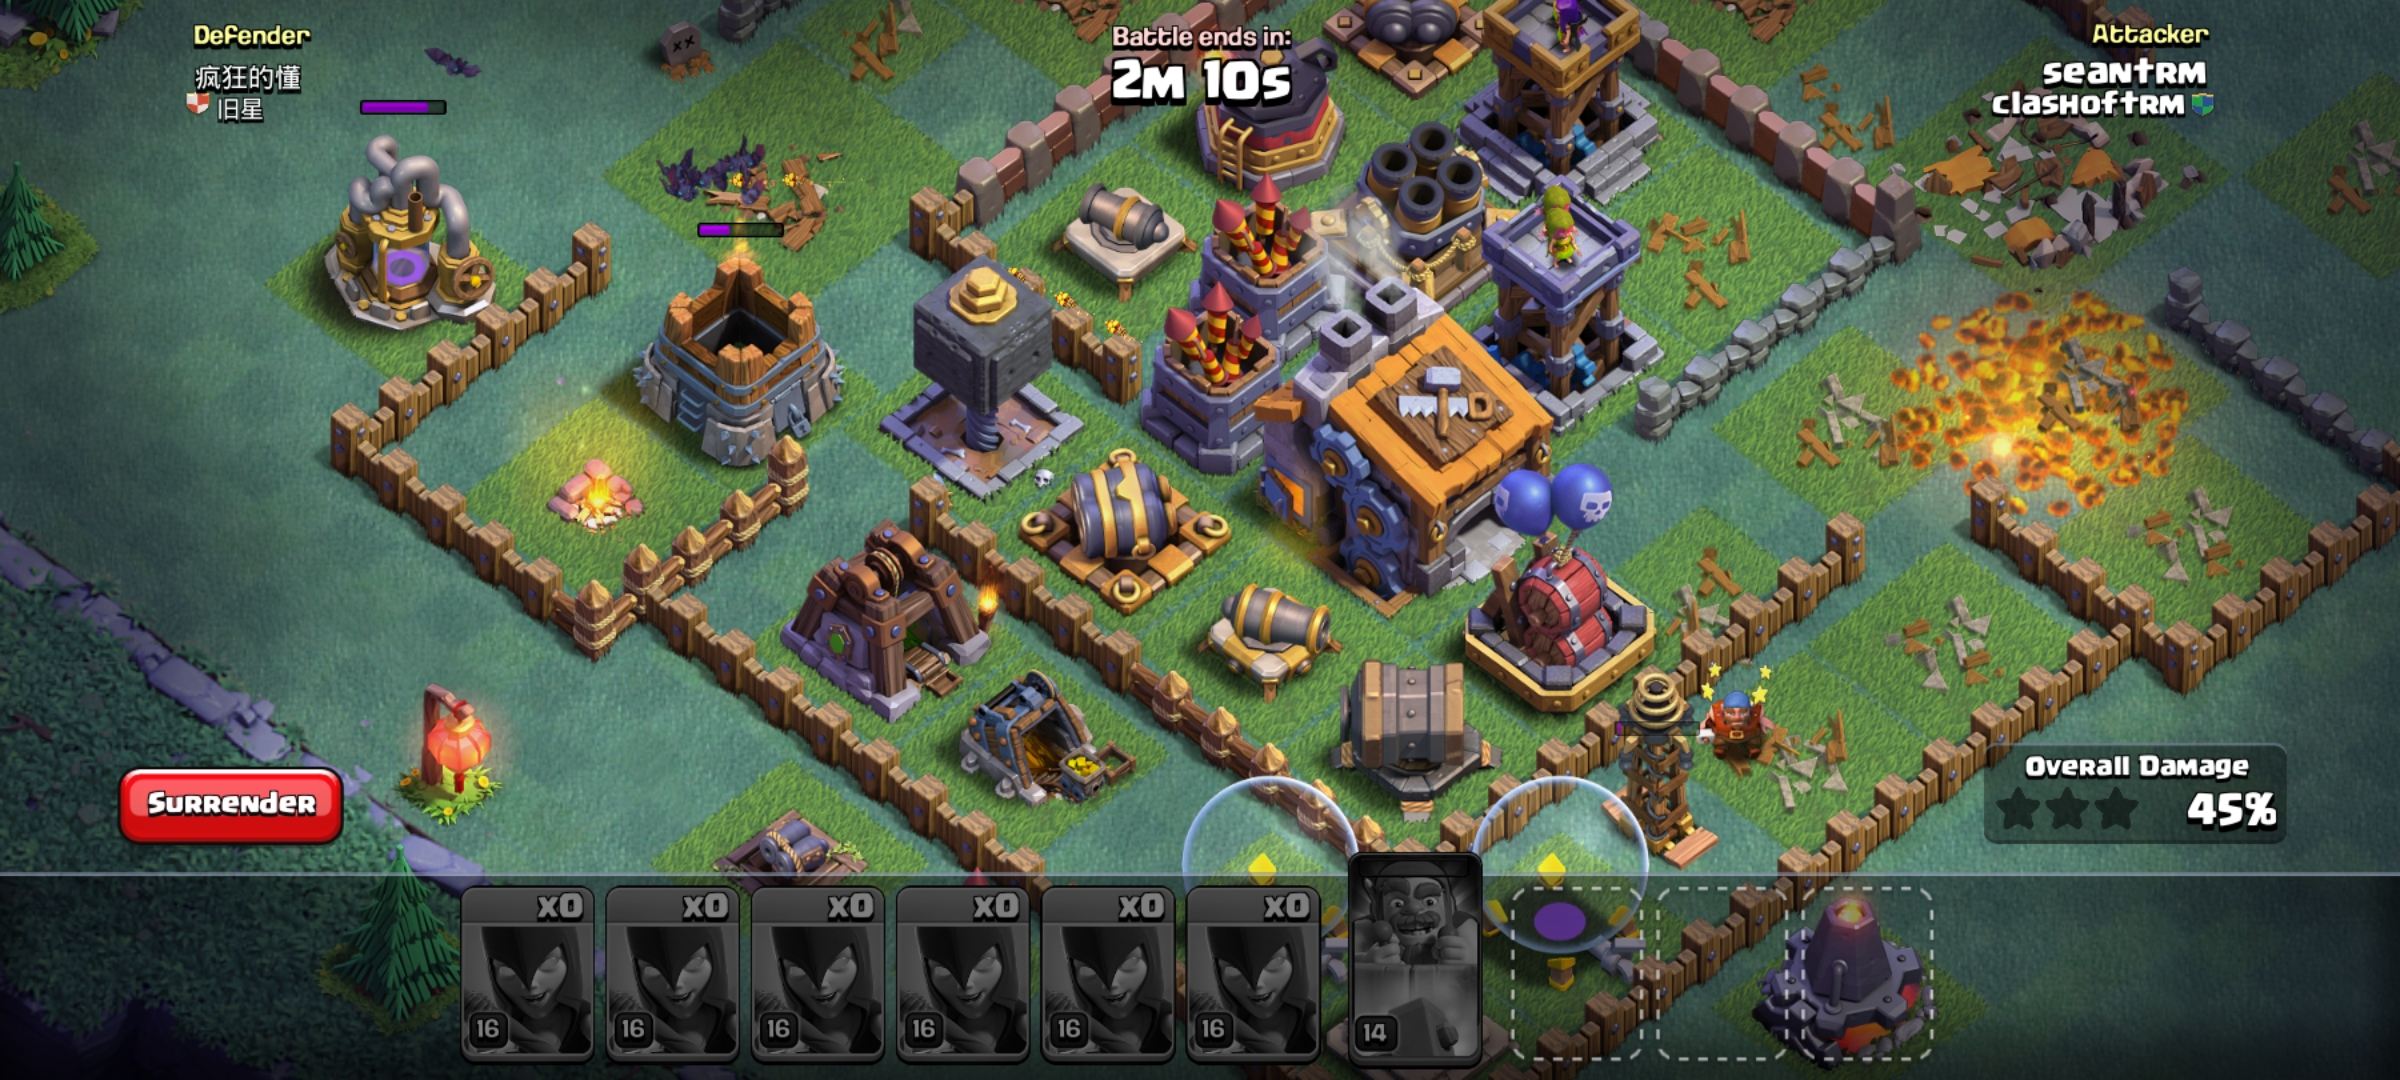 Defender
疯狂的懂
旧星
Battle ends in:
2M 10s
Attacker
seantRM
clashoftRM
Surrender
Overall Damage
45%
x0
x0
x0
x0
x0
x0
16
16
16
16
16
16
14